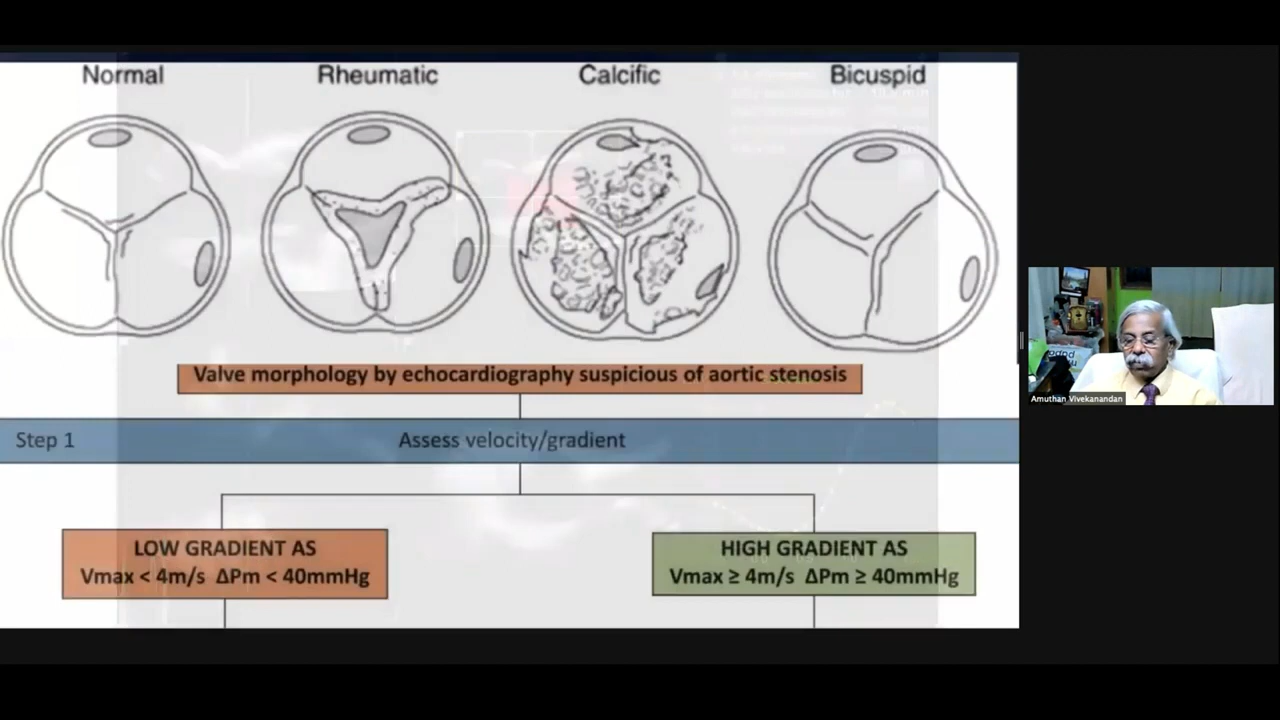 Normal
Rheumatic
Calcific
Bicuspid
Valve morphology by echocardiography suspicious of aortic stenosis
Step 1
Assess velocity/gradient
LOW GRADIENT AS
Vmax < 4m/s ΔPm < 40mmHg
HIGH GRADIENT AS
Vmax ≥ 4m/s ΔPm ≥ 40mmHg
Amuthan Vivekanandan